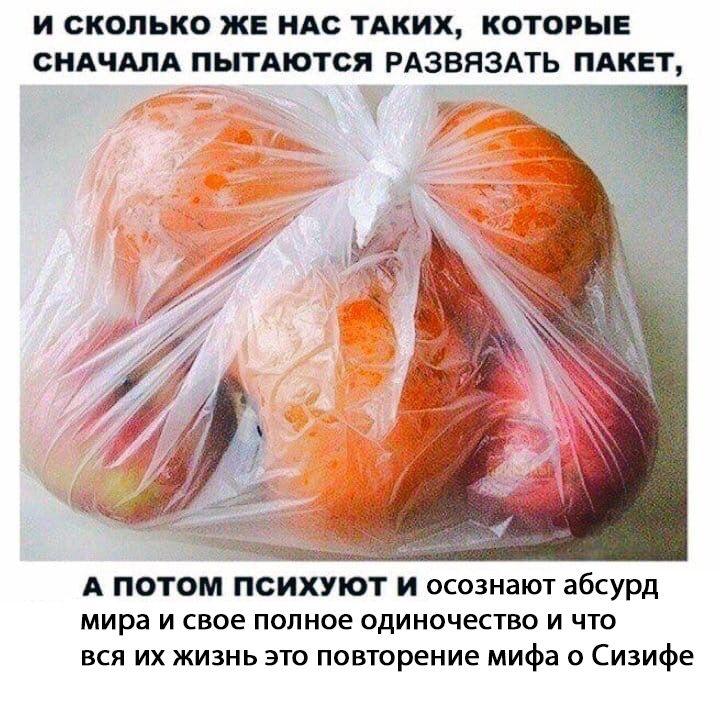 И СКОЛЬКО ЖЕ НАС ТАКИХ, КОТОРЫЕ
СНАЧАЛА ПЫТАЮТСЯ РАЗВЯЗАТЬ ПАКЕТ,
А ПОТОМ ПСИХУЮТ И осознают абсурд
мира и свое полное одиночество и что
вся их жизнь это повторение мифа о Сизифе